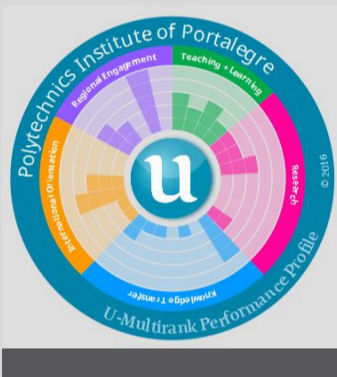 Polytechnics Institute of Portalegre
Teaching + Learning
Research
Knowledge Transfer
International Orientation
Regional Engagement
u
© 2016
U-Multirank Performance Profile